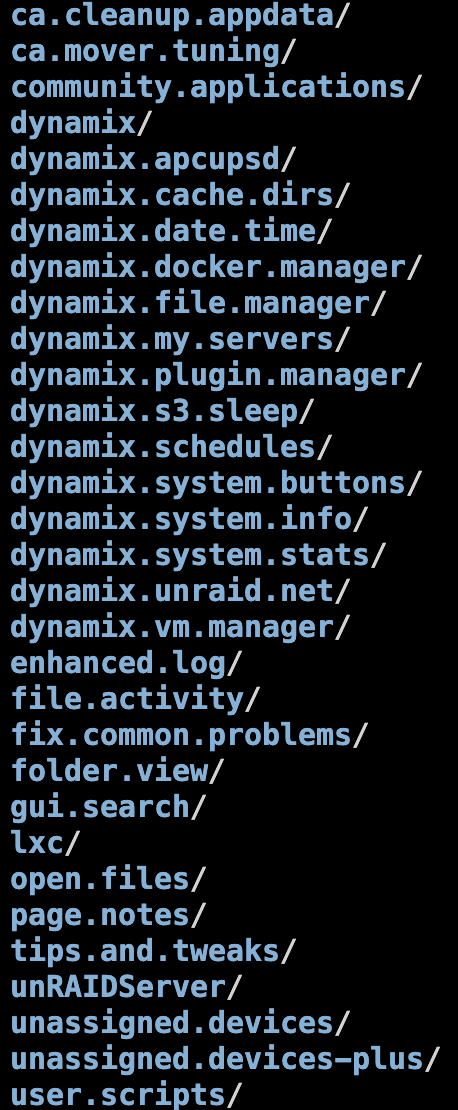 ca.cleanup.appdata/
ca.mover.tuning/
community.applications/
dynamix/
dynamix.apcupsd/
dynamix.cache.dirs/
dynamix.date.time/
dynamix.docker.manager/
dynamix.file.manager/
dynamix.my.servers/
dynamix.plugin.manager/
dynamix.s3.sleep/
dynamix.schedules/
dynamix.system.buttons/
dynamix.system.info/
dynamix.system.stats/
dynamix.unraid.net/
dynamix.vm.manager/
enhanced.log/
file.activity/
fix.common.problems/
folder.view/
gui.search/
lxc/
open.files/
page.notes/
tips.and.tweaks/
unRAIDServer/
unassigned.devices/
unassigned.devices-plus/
user.scripts/